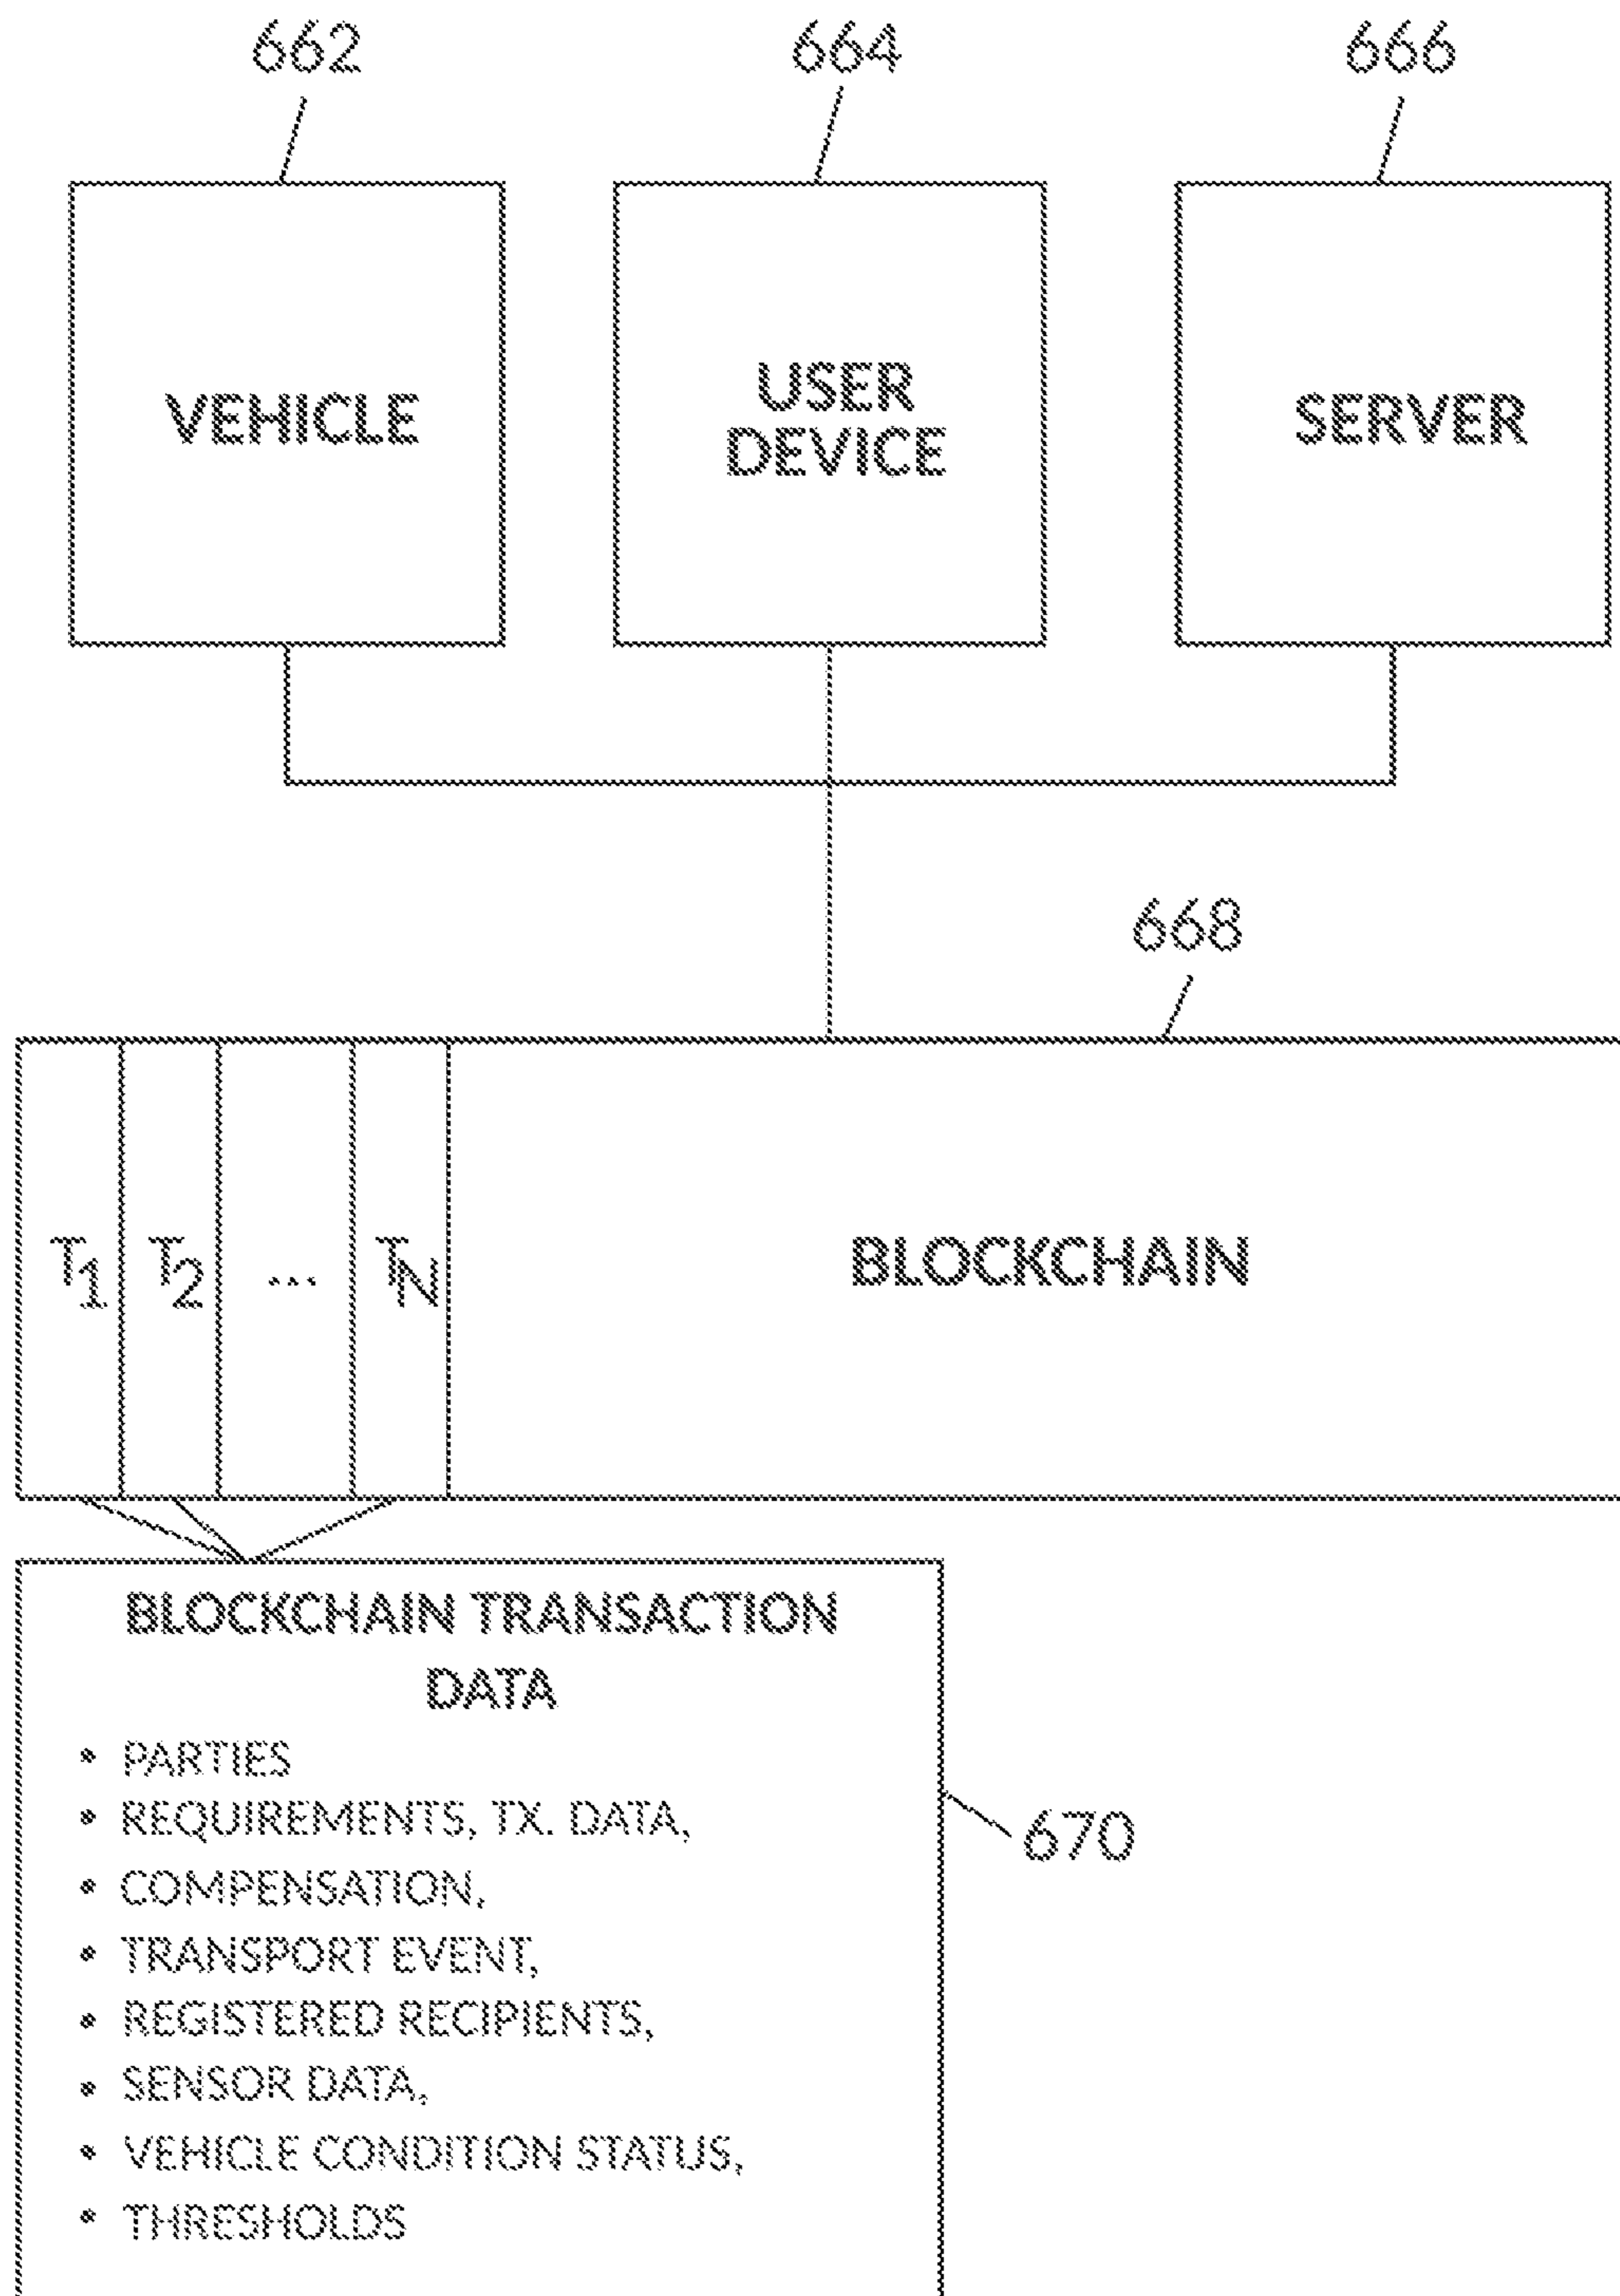 662
664
666
VEHICLE
USER
DEVICE
SERVER
668
T1
T2
...
TN
BLOCKCHAIN
BLOCKCHAIN TRANSACTION
DATA
• PARTIES
• REQUIREMENTS, TX. DATA,
• COMPENSATION,
• TRANSPORT EVENT,
• REGISTERED RECIPIENTS,
• SENSOR DATA,
• VEHICLE CONDITION STATUS,
• THRESHOLDS
670